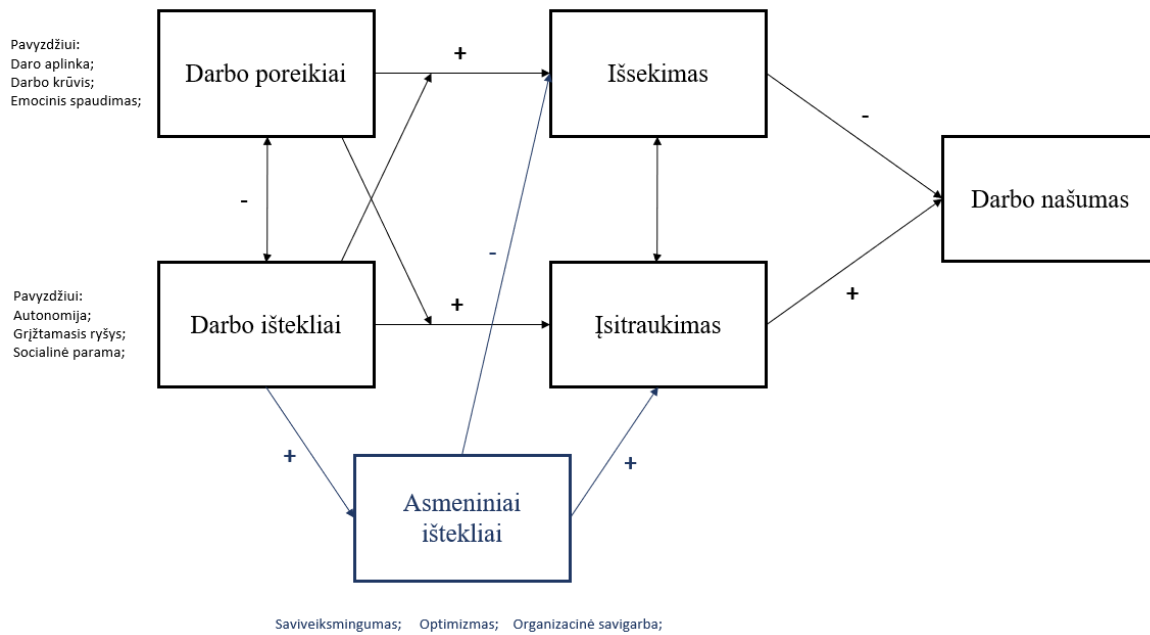 Pavyzdžiui:
Daro aplinka;
Darbo krūvis;
Emocinis spaudimas;
Darbo poreikiai
+
Išsekimas
-
-
-
Darbo našumas
Pavyzdžiui:
Autonomija;
Grįžtamasis ryšys;
Socialinė parama;
Darbo ištekliai
+
Įsitraukimas
+
+
+
Asmeniniai
ištekliai
Saviveiksmingumas; Optimizmas; Organizacinė savigarba;